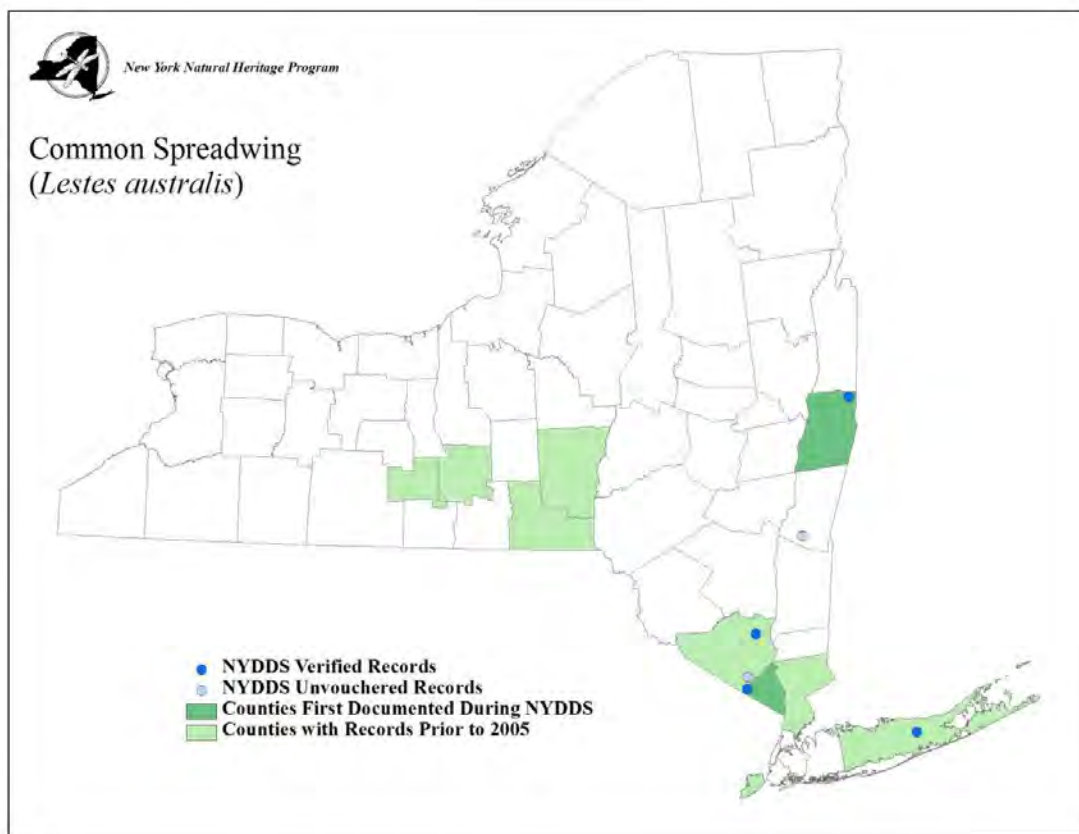 New York Natural Heritage Program
Common Spreadwing
(Lestes australis)
NYDDS Verified Records
NYDDS Unvouchered Records
Counties First Documented During NYDDS
Counties with Records Prior to 2005